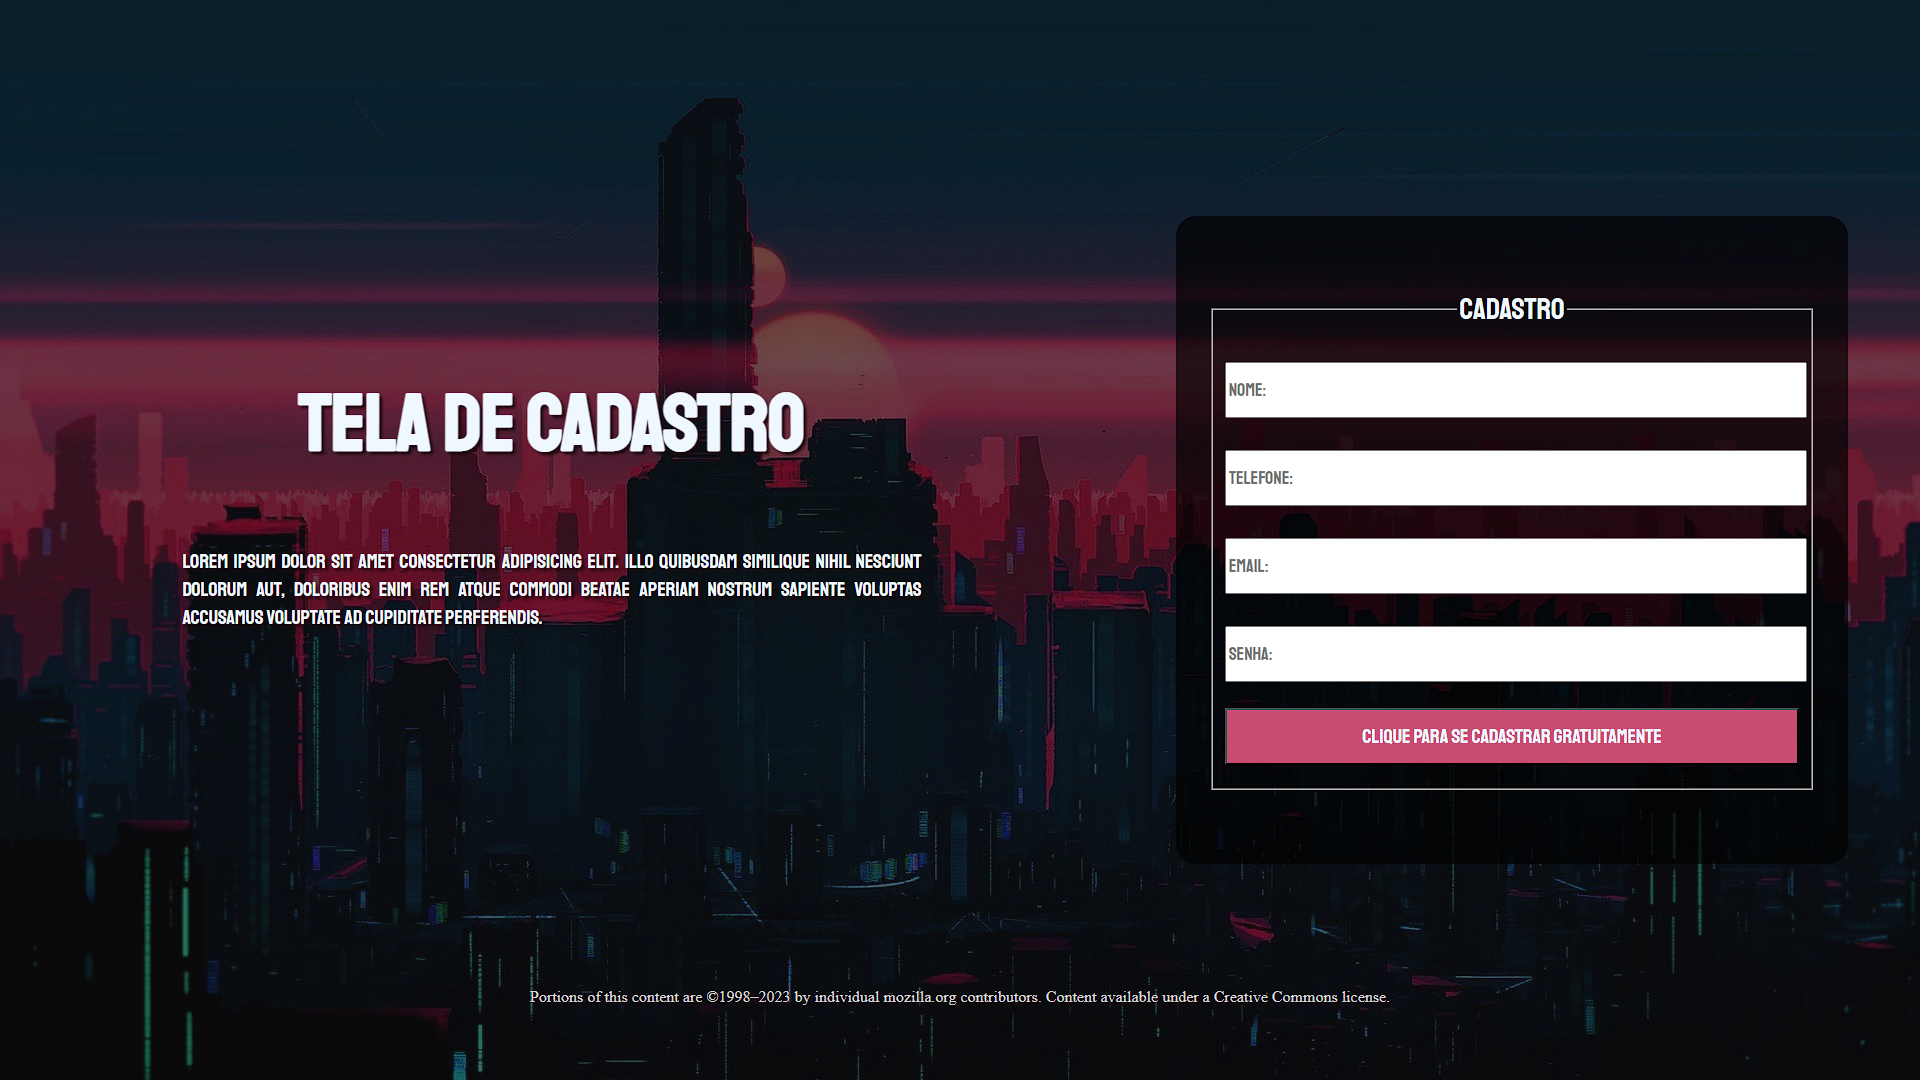 TELA DE CADASTRO
LOREM IPSUM DOLOR SIT AMET CONSECTETUR ADIPISICING ELIT. ILLO QUIBUSDAM SIMILIQUE NIHIL NESCIUNT
DOLORUM AUT, DOLORIBUS ENIM REM ATQUE COMMODI BEATAE APERIAM NOSTRUM SAPIENTE VOLUPTAS
ACCUSAMUS VOLUPTATE AD CUPIDITATE PERFERENDIS.
CADASTRO
NOME:
TELEFONE:
EMAIL:
SENHA:
CLIQUE PARA SE CADASTRAR GRATUITAMENTE
Portions of this content are ©1998–2023 by individual mozilla.org contributors. Content available under a Creative Commons license.